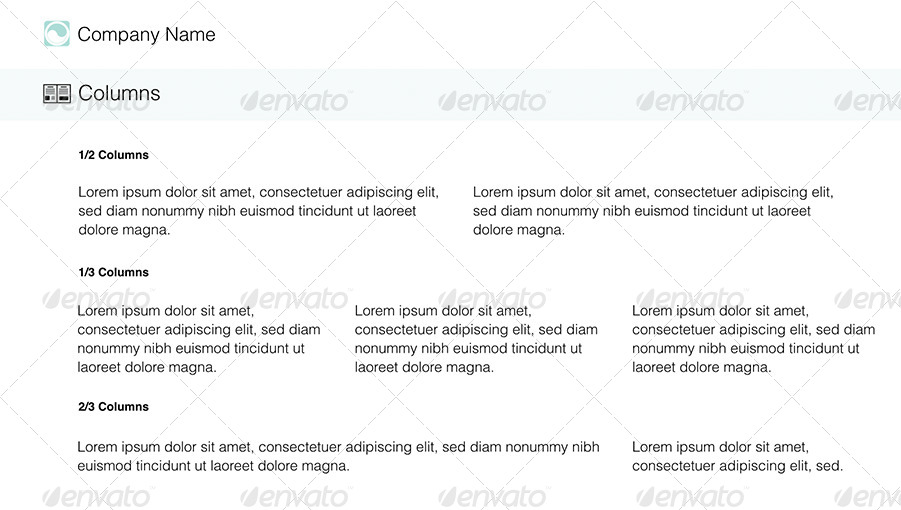 Company Name
Columns
1/2 Columns
Lorem ipsum dolor sit amet, consectetuer adipiscing elit,
sed diam nonummy nibh euismod tincidunt ut laoreet
dolore magna.
Lorem ipsum dolor sit amet, consectetuer adipiscing elit,
sed diam nonummy nibh euismod tincidunt ut laoreet
dolore magna.
1/3 Columns
Lorem ipsum dolor sit amet,
consectetuer adipiscing elit, sed diam
nonummy nibh euismod tincidunt ut
laoreet dolore magna.
Lorem ipsum dolor sit amet,
consectetuer adipiscing elit, sed diam
nonummy nibh euismod tincidunt ut
laoreet dolore magna.
Lorem ipsum dolor sit amet,
consectetuer adipiscing elit, sed diam
nonummy nibh euismod tincidunt ut
laoreet dolore magna.
2/3 Columns
Lorem ipsum dolor sit amet, consectetuer adipiscing elit, sed diam nonummy nibh
euismod tincidunt ut laoreet dolore magna.
Lorem ipsum dolor sit amet,
consectetuer adipiscing elit, sed.
envato envato envato envato
envato envato envato envato
envato envato envato envato